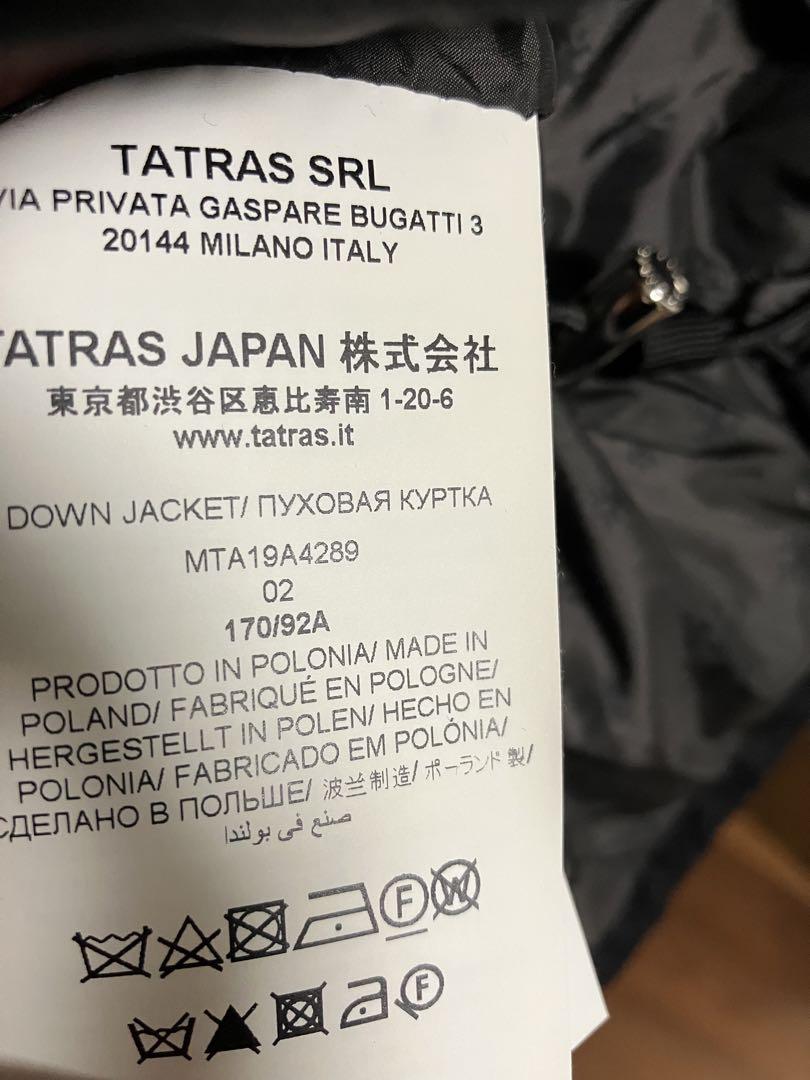 TATRAS SRL
VIA PRIVATA GASPARE BUGATTI 3
20144 MILANO ITALY
TATRAS JAPAN 株式会社
東京都渋谷区恵比寿南 1-20-6
www.tatras.it
DOWN JACKET/ ПУХОВАЯ КУРТКА
MTA19A4289
02
170/92A
PRODOTTO IN POLONIA/ MADE IN
POLAND/ FABRIQUÉ EN POLOGNE/
HERGESTELLT IN POLEN/ HECHO EN
POLONIA/ FABRICADO EM POLÓNIA/
СДЕЛАНО В ПОЛЬШЕ/ 波兰制造/ ポーランド製/
صنع في بولندا
F W
F